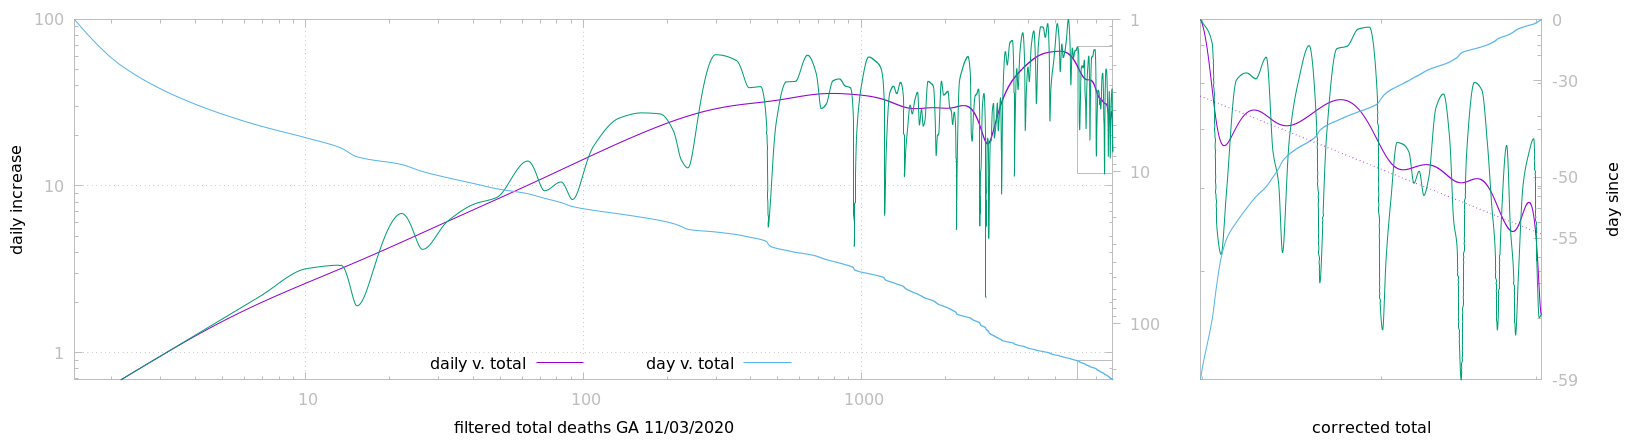 100
10
1
daily increase
10
100
1000
1
10
100
daily v. total
day v. total
filtered total deaths GA 11/03/2020
0
-30
-50
-55
-59
day since
corrected total